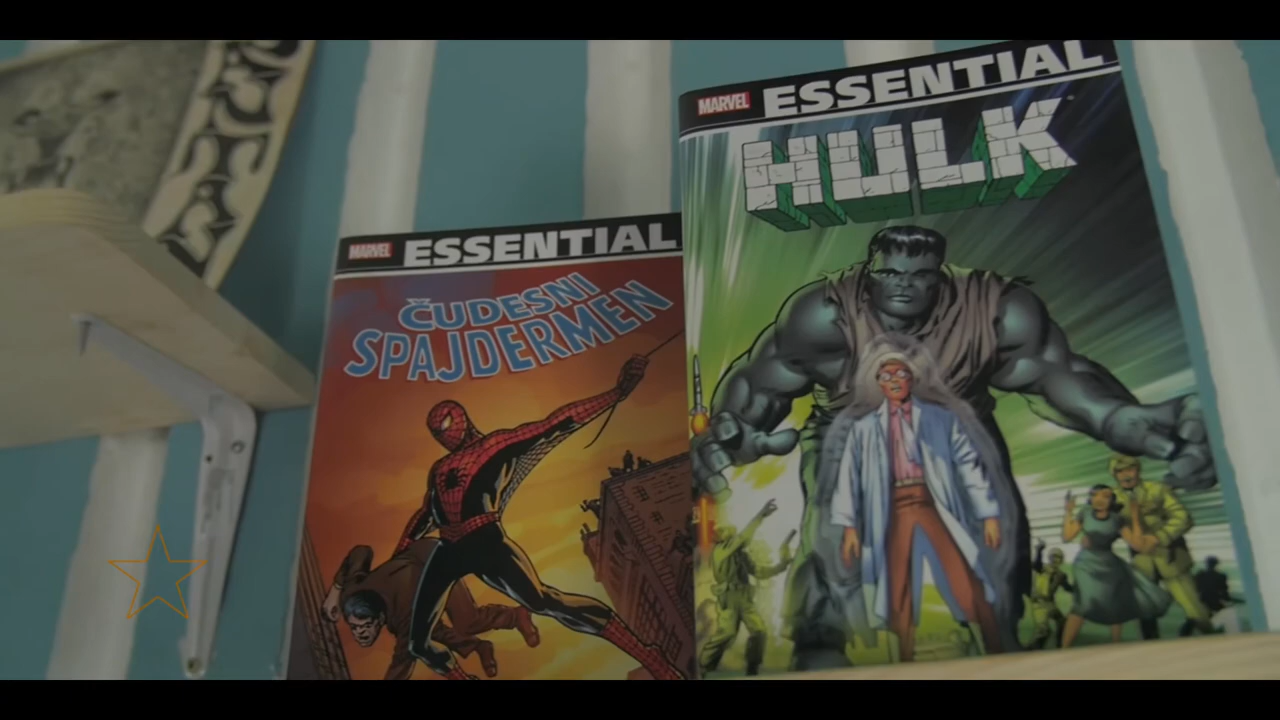 MARVEL ESSENTIAL
ČUDESNI
SPAJDERMEN
MARVEL ESSENTIAL
HULK